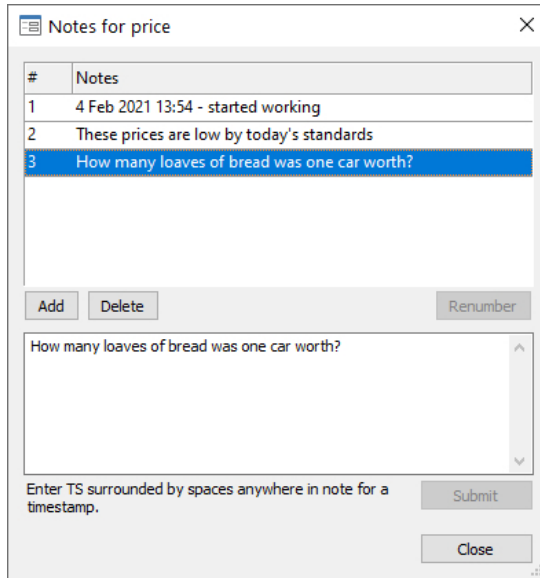 Notes for price
# Notes
1 4 Feb 2021 13:54 - started working
2 These prices are low by today's standards
3 How many loaves of bread was one car worth?
Add Delete Renumber
How many loaves of bread was one car worth?
Enter TS surrounded by spaces anywhere in note for a
timestamp.
Submit
Close